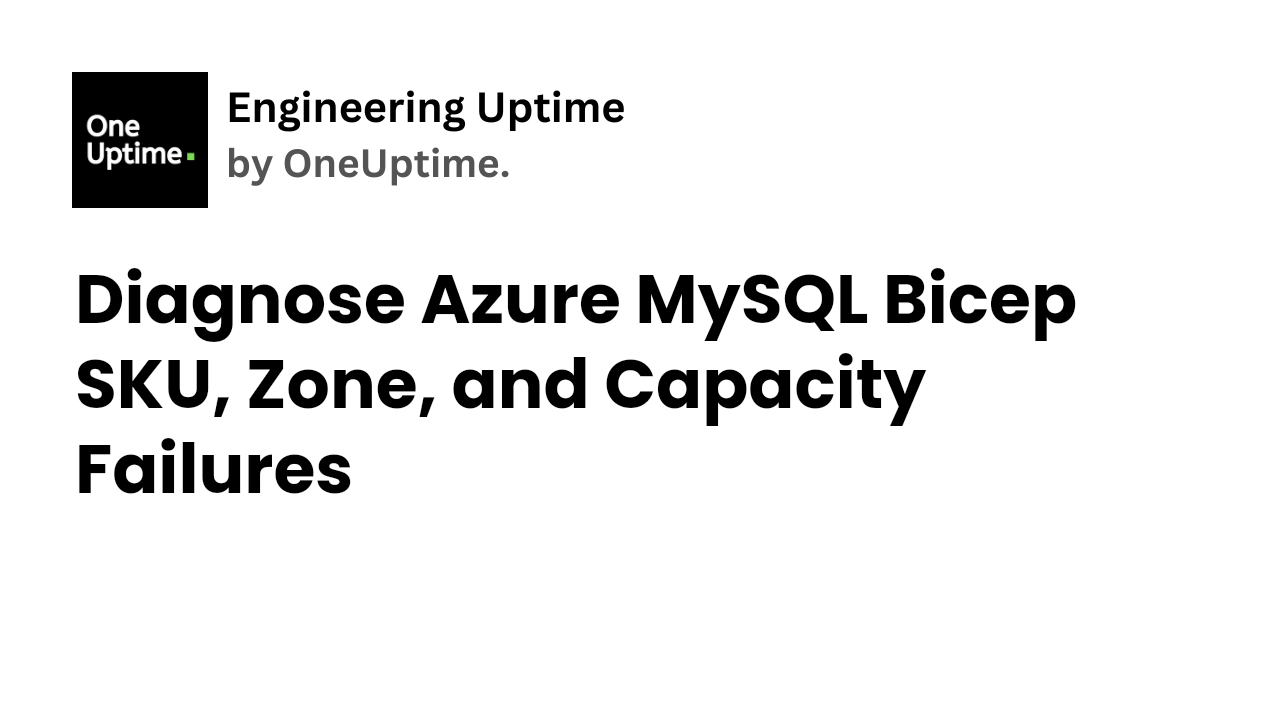 One
Uptime.
Engineering Uptime
by OneUptime.
Diagnose Azure MySQL Bicep
SKU, Zone, and Capacity
Failures